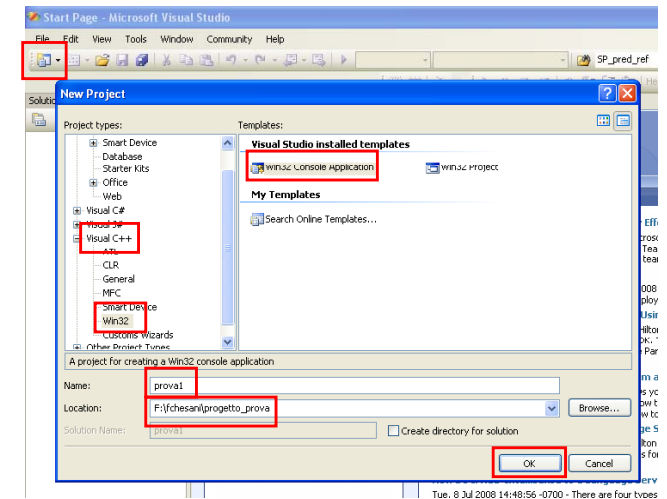 Start Page - Microsoft Visual Studio
File Edit View Tools Window Community Help
SP_pred_ref
New Project
Project types:
Templates:
Smart Device
Database
Starter Kits
Office
Web
Visual C#
Visual J#
Visual C++
ATL
CLR
General
MFC
Smart Device
Win32
Customs Wizards
Other Project Types
Visual Studio installed templates
Win32 Console Application
Win32 Project
My Templates
Search Online Templates...
A project for creating a Win32 console application
Name:
prova1
Location:
F:\fchesani\progetto_prova
Browse...
Solution Name:
prova1
Create directory for solution
OK
Cancel
Tue, 8 Jul 2008 14:48:56 -0700 - There are four types